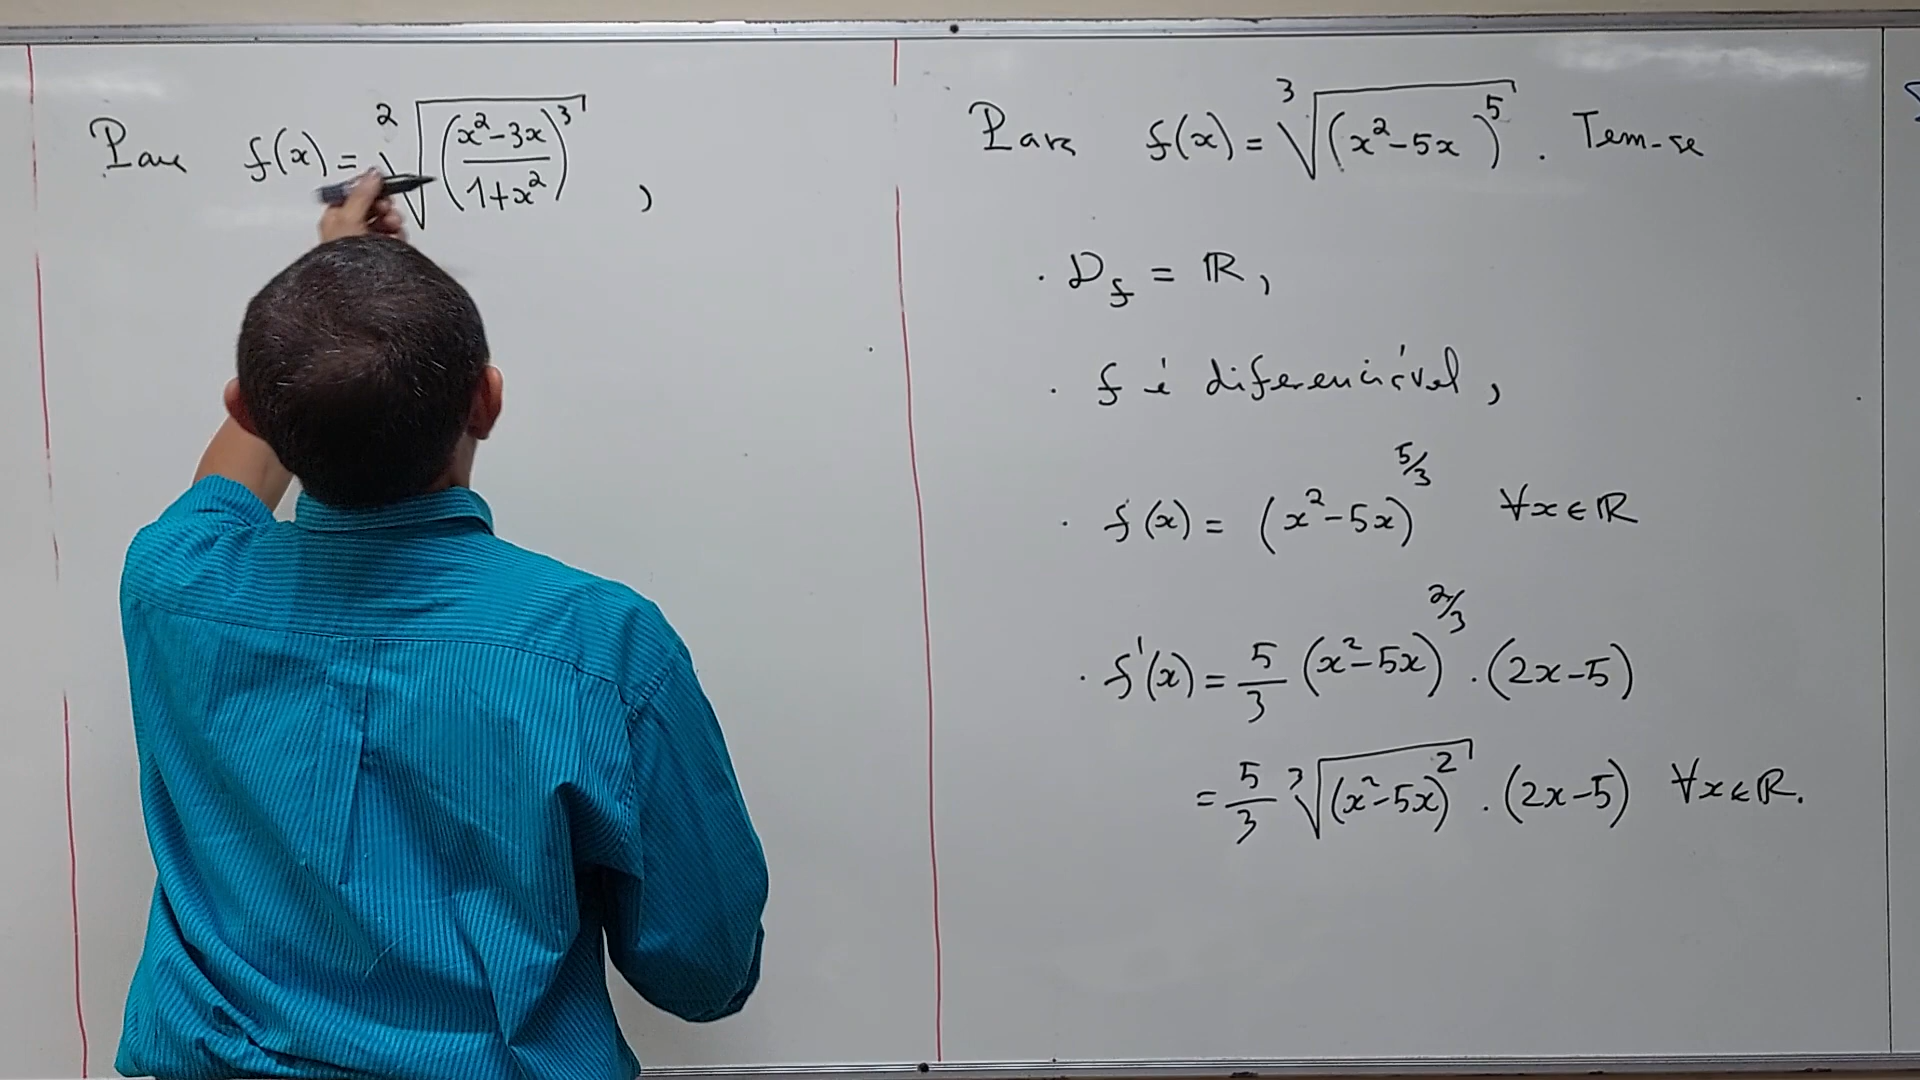 Para f(x) = ²√((x²-3x)/(1+x²))³ ,
Para f(x) = ³√(x²-5x)⁵ . Tem-se
· D_f = ℝ,
· f é diferenciável,
· f(x) = (x²-5x)^(5/3) ∀x∈ℝ
· f'(x) = 5/3 (x²-5x)^(2/3) · (2x-5)
= 5/3 ³√(x²-5x)² · (2x-5) ∀x∈ℝ.